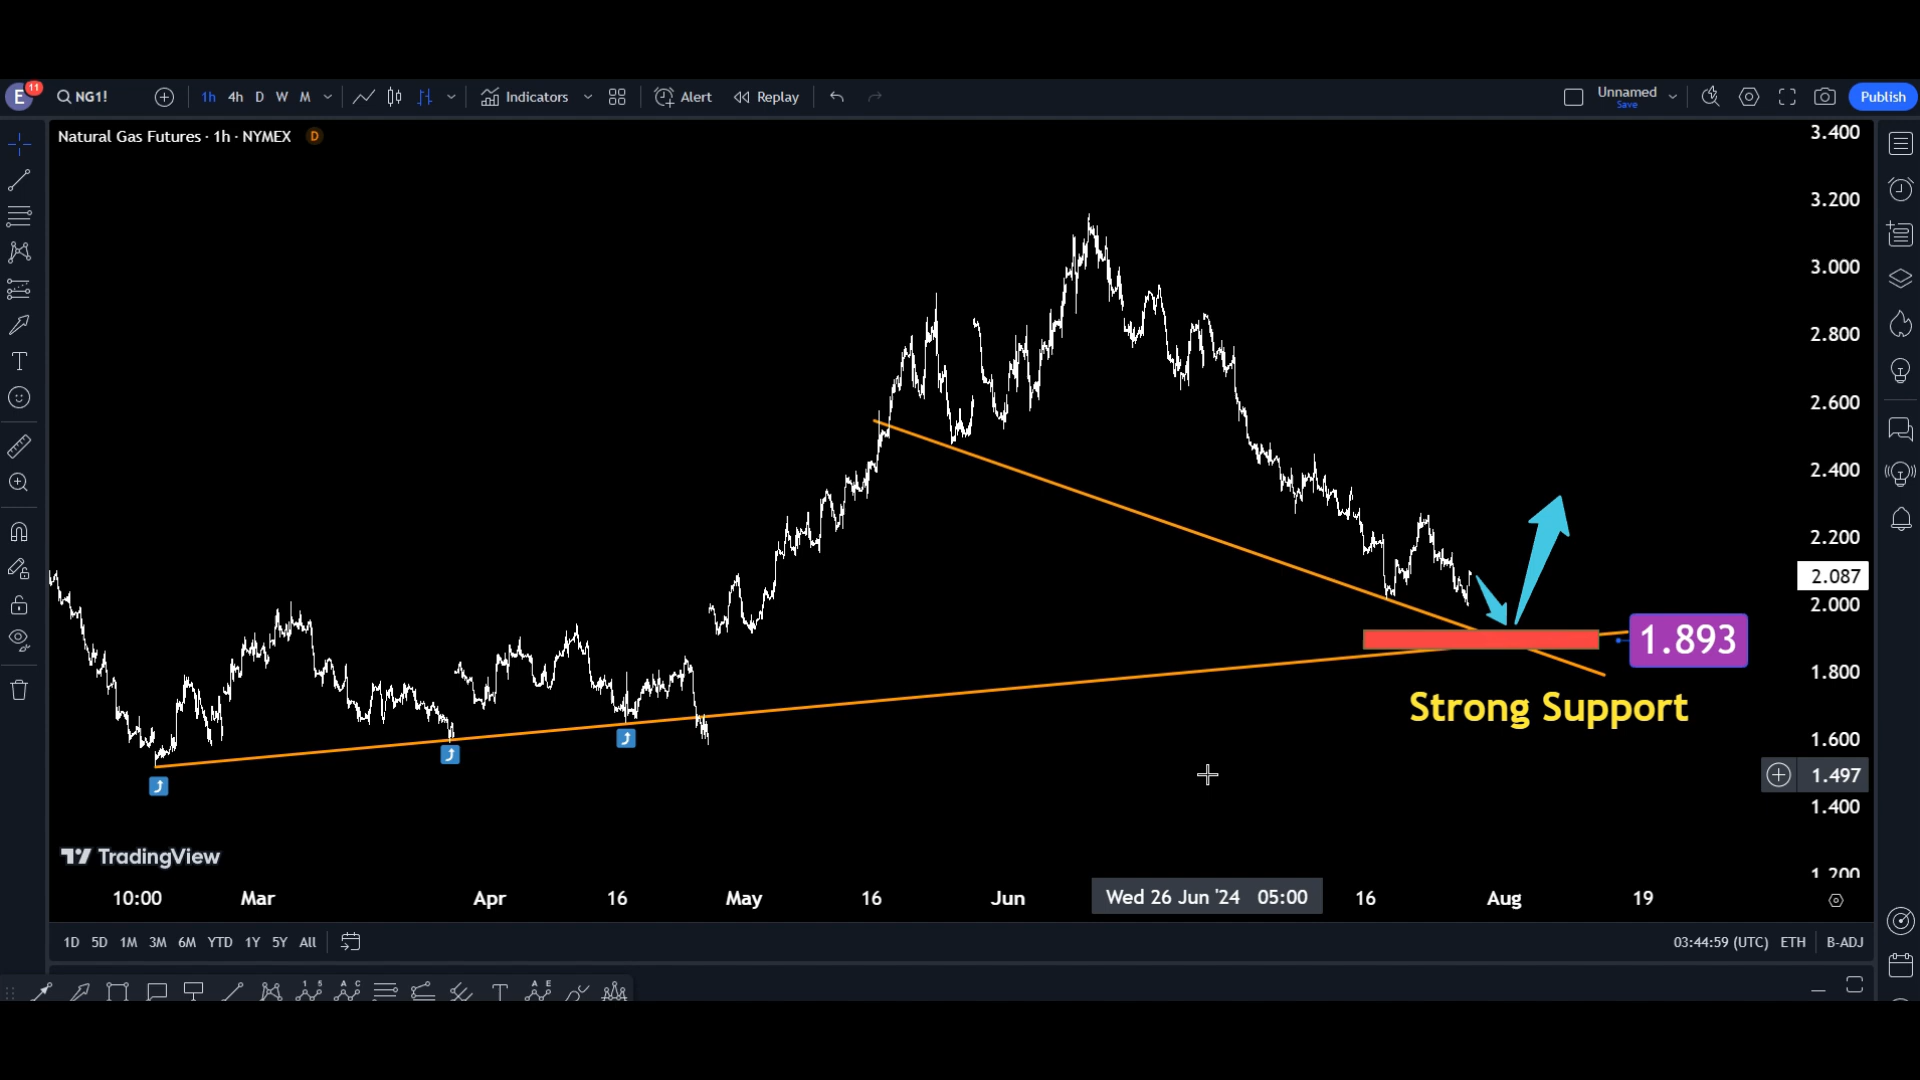 E 11 NG1! 1h 4h D W M Indicators Alert Replay Unnamed Save Publish
Natural Gas Futures · 1h · NYMEX D
3.400
3.200
3.000
2.800
2.600
2.400
2.200
2.087
2.000
1.893
1.800
Strong Support
1.600
1.497
1.400
1.200
TradingView
10:00 Mar Apr 16 May 16 Jun Wed 26 Jun '24 05:00 16 Aug 19
1D 5D 1M 3M 6M YTD 1Y 5Y All 03:44:59 (UTC) ETH B-ADJ